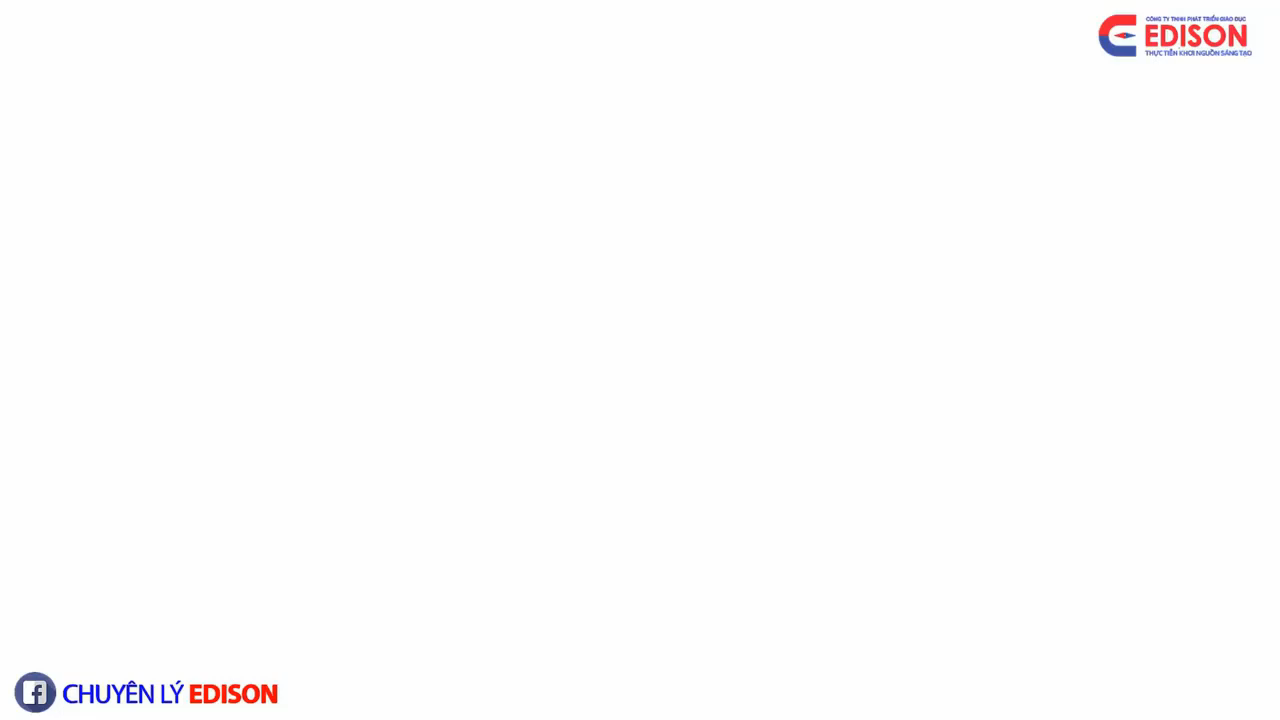 CÔNG TY TNHH PHÁT TRIỂN GIÁO DỤC
EDISON
THỰC TIỄN KHƠI NGUỒN SÁNG TẠO
CHUYÊN LÝ EDISON